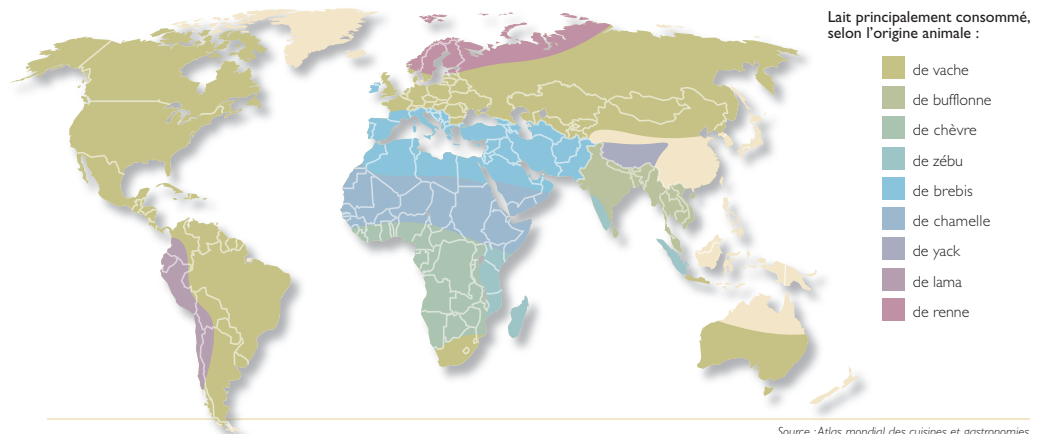 Lait principalement consommé,
selon l'origine animale :
de vache
de bufflonne
de chèvre
de zébu
de brebis
de chamelle
de yack
de lama
de renne
Source : Atlas mondial des cuisines et gastronomies